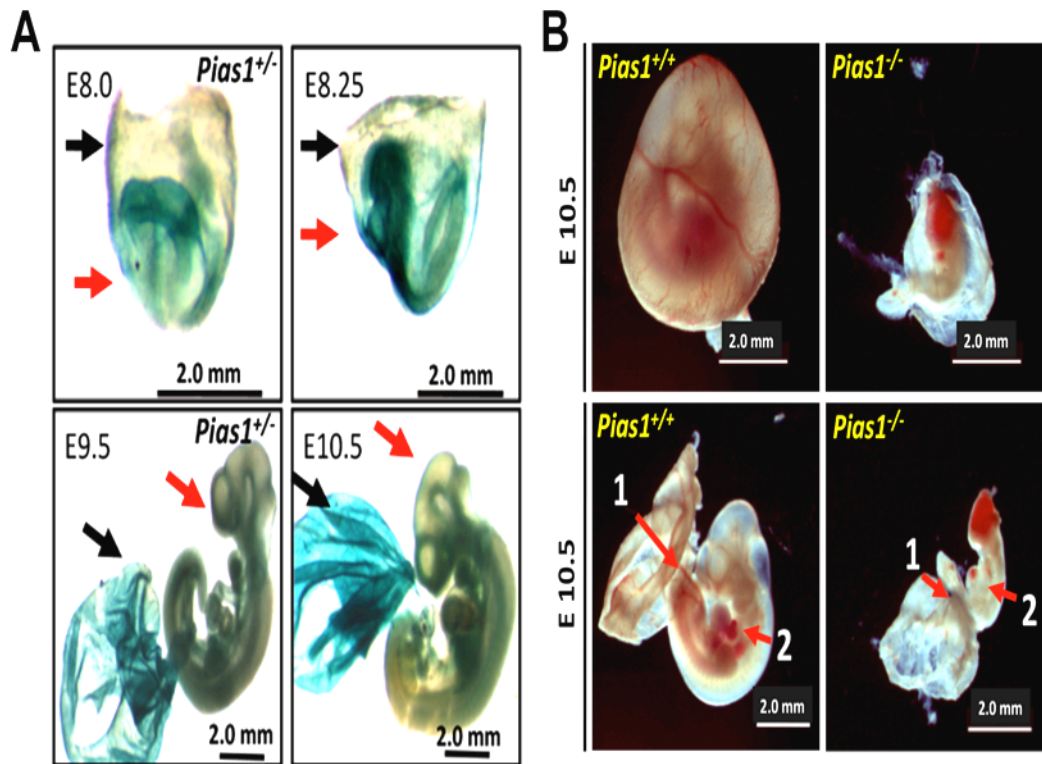 A
E8.0
Pias1+/-
2.0 mm
E8.25
2.0 mm
E9.5
Pias1+/-
2.0 mm
E10.5
2.0 mm
B
E 10.5
Pias1+/+
2.0 mm
Pias1-/-
2.0 mm
E 10.5
Pias1+/+
1
2
2.0 mm
Pias1-/-
1
2
2.0 mm